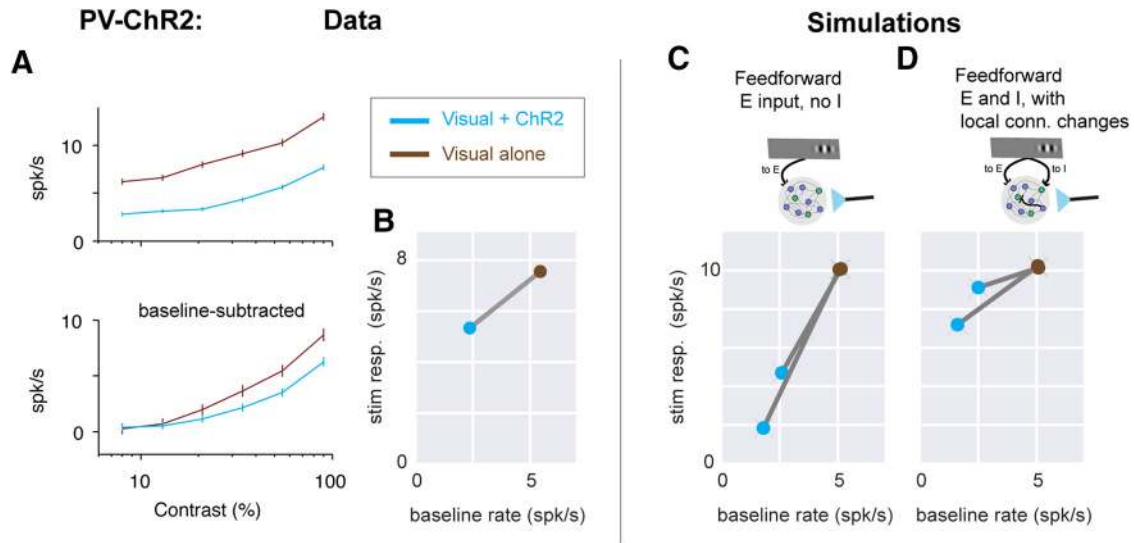 PV-ChR2: Data
Simulations
A
10
spk/s
0
10
baseline-subtracted
spk/s
0
10 100
Contrast (%)
Visual + ChR2
Visual alone
B
8
stim resp. (spk/s)
0
0 5
baseline rate (spk/s)
C
Feedforward
E input, no I
to E
10
stim resp. (spk/s)
0
0 5
baseline rate (spk/s)
D
Feedforward
E and I, with
local conn. changes
to E to I
0 5
baseline rate (spk/s)